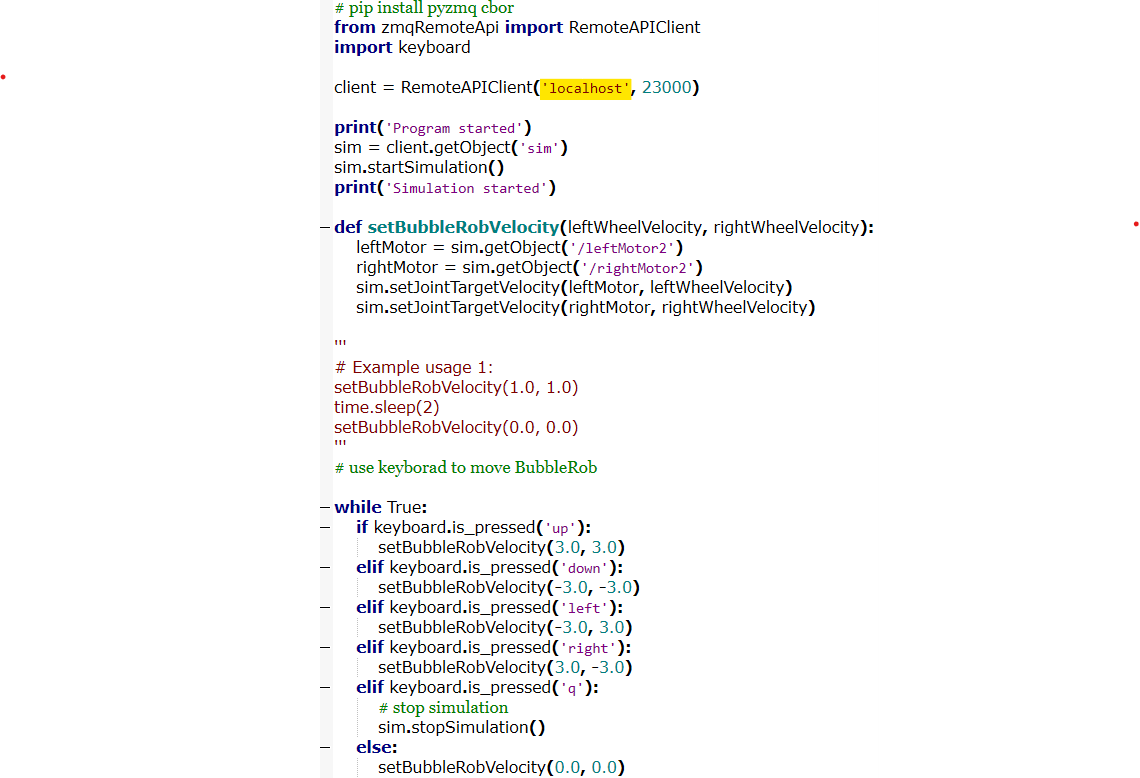 # pip install pyzmq cbor
from zmqRemoteApi import RemoteAPIClient
import keyboard
client = RemoteAPIClient('localhost', 23000)
print('Program started')
sim = client.getObject('sim')
sim.startSimulation()
print('Simulation started')
def setBubbleRobVelocity(leftWheelVelocity, rightWheelVelocity):
leftMotor = sim.getObject('/leftMotor2')
rightMotor = sim.getObject('/rightMotor2')
sim.setJointTargetVelocity(leftMotor, leftWheelVelocity)
sim.setJointTargetVelocity(rightMotor, rightWheelVelocity)
'''
# Example usage 1:
setBubbleRobVelocity(1.0, 1.0)
time.sleep(2)
setBubbleRobVelocity(0.0, 0.0)
'''
# use keyborad to move BubbleRob
while True:
if keyboard.is_pressed('up'):
setBubbleRobVelocity(3.0, 3.0)
elif keyboard.is_pressed('down'):
setBubbleRobVelocity(-3.0, -3.0)
elif keyboard.is_pressed('left'):
setBubbleRobVelocity(-3.0, 3.0)
elif keyboard.is_pressed('right'):
setBubbleRobVelocity(3.0, -3.0)
elif keyboard.is_pressed('q'):
# stop simulation
sim.stopSimulation()
else:
setBubbleRobVelocity(0.0, 0.0)